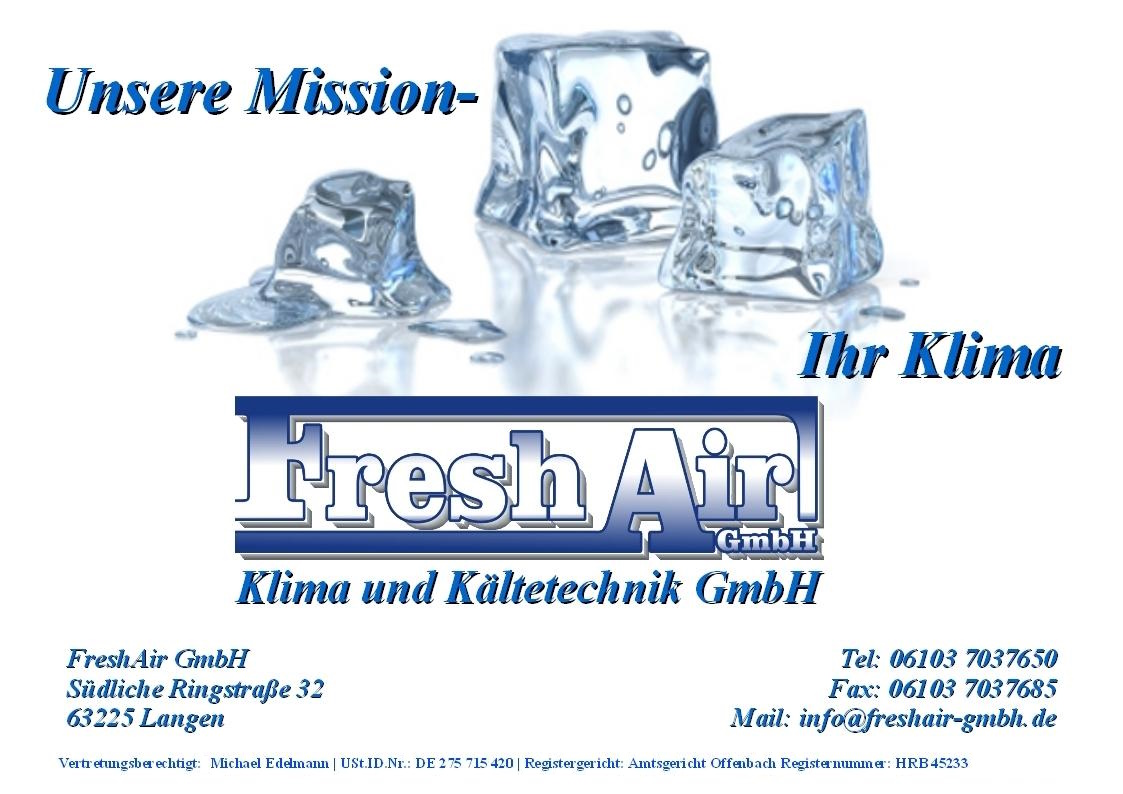 Unsere Mission-
Ihr Klima
Fresh Air
GmbH
Klima und Kältetechnik GmbH
FreshAir GmbH
Südliche Ringstraße 32
63225 Langen
Tel: 06103 7037650
Fax: 06103 7037685
Mail: info@freshair-gmbh.de
Vertretungsberechtigt: Michael Edelmann | USt.ID.Nr.: DE 275 715 420 | Registergericht: Amtsgericht Offenbach Registernummer: HRB 45233